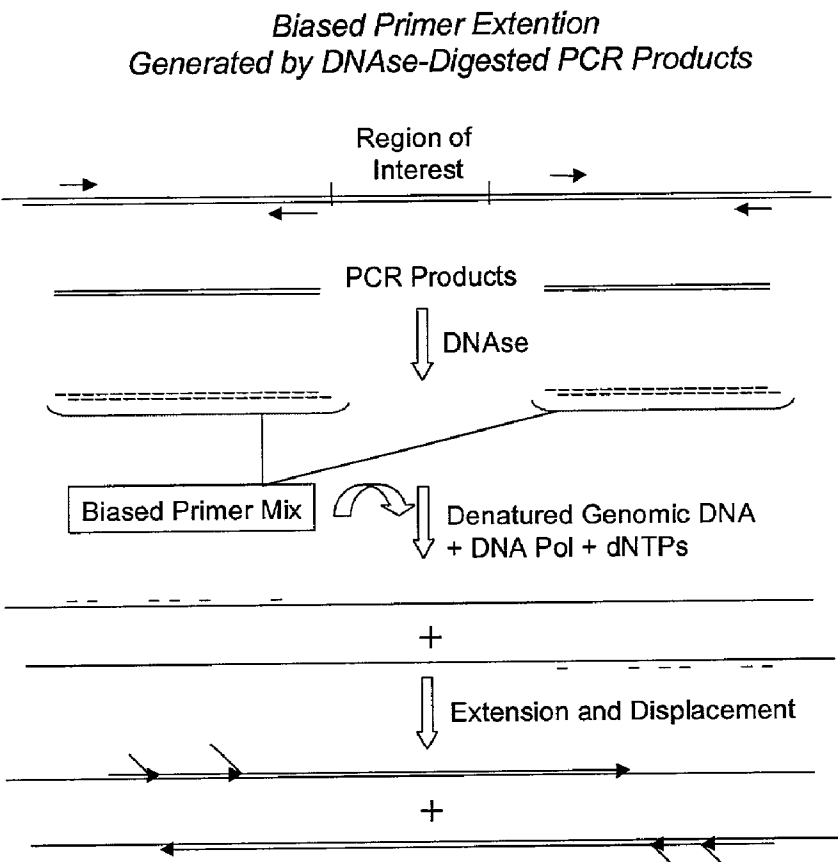 Biased Primer Extention
Generated by DNAse-Digested PCR Products
Region of
Interest
PCR Products
DNAse
Biased Primer Mix
Denatured Genomic DNA
+ DNA Pol + dNTPs
+
Extension and Displacement
+